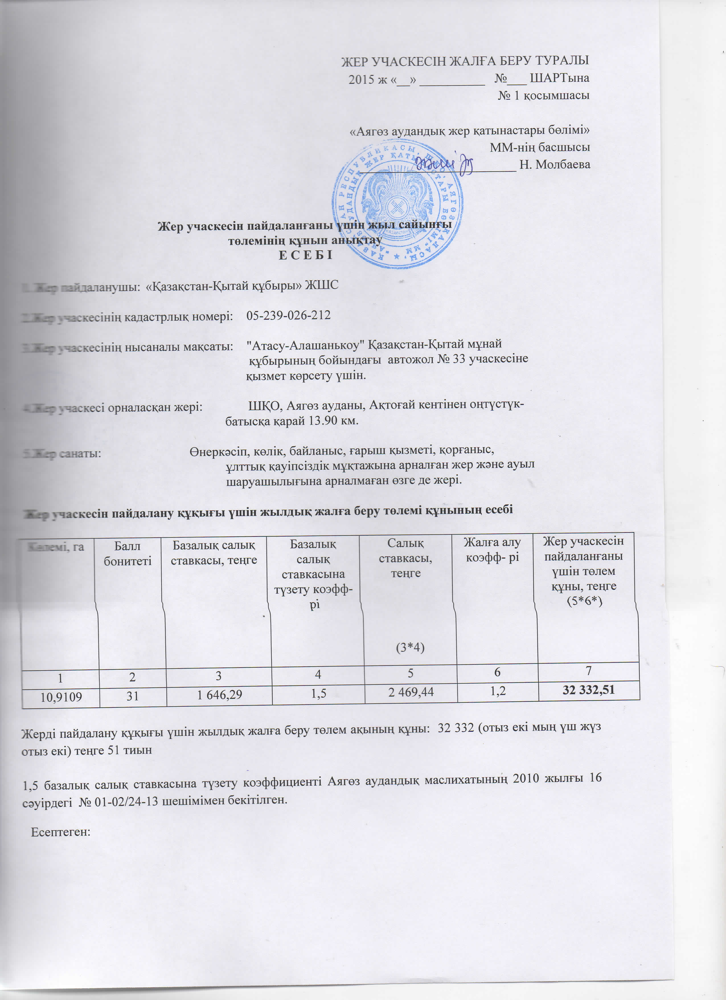 ЖЕР УЧАСКЕСІН ЖАЛҒА БЕРУ ТУРАЛЫ
2015 ж «__» __________ №___ ШАРТына
№ 1 қосымшасы
«Аягөз аудандық жер қатынастары бөлімі»
ММ-нің басшысы
Н. Молбаева
Жер учаскесін пайдаланғаны үшін жыл сайынғы
төлемінің құнын анықтау
Е С Е Б І
1. Жер пайдаланушы: «Қазақстан-Қытай құбыры» ЖШС
2.Жер учаскесінің кадастрлық номері: 05-239-026-212
3.Жер учаскесінің нысаналы мақсаты: "Атасу-Алашанькоу" Қазақстан-Қытай мұнай
құбырының бойындағы автожол № 33 учаскесіне
қызмет көрсету үшін.
4.Жер учаскесі орналасқан жері: ШҚО, Аягөз ауданы, Ақтоғай кентінен оңтүстүк-
батысқа қарай 13.90 км.
5.Жер санаты: Өнеркәсіп, көлік, байланыс, ғарыш қызметі, қорғаныс,
ұлттық қауіпсіздік мұқтажына арналған жер және ауыл
шаруашылығына арналмаған өзге де жері.
Жер учаскесін пайдалану құқығы үшін жылдық жалға беру төлемі құнының есебі
Көлемі, га
Балл
бонитеті
Базалық салық
ставкасы, теңге
Базалық
салық
ставкасына
түзету коэфф-
рі
Салық
ставкасы,
теңге
(3*4)
Жалға алу
коэфф- рі
Жер учаскесін
пайдаланғаны
үшін төлем
құны, теңге
(5*6*)
1 2 3 4 5 6 7
10,9109 31 1 646,29 1,5 2 469,44 1,2 32 332,51
Жерді пайдалану құқығы үшін жылдық жалға беру төлем ақының құны: 32 332 (отыз екі мың үш жүз
отыз екі) теңге 51 тиын
1,5 базалық салық ставкасына түзету коэффициенті Аягөз аудандық маслихатының 2010 жылғы 16
сәуірдегі № 01-02/24-13 шешімімен бекітілген.
Есептеген: